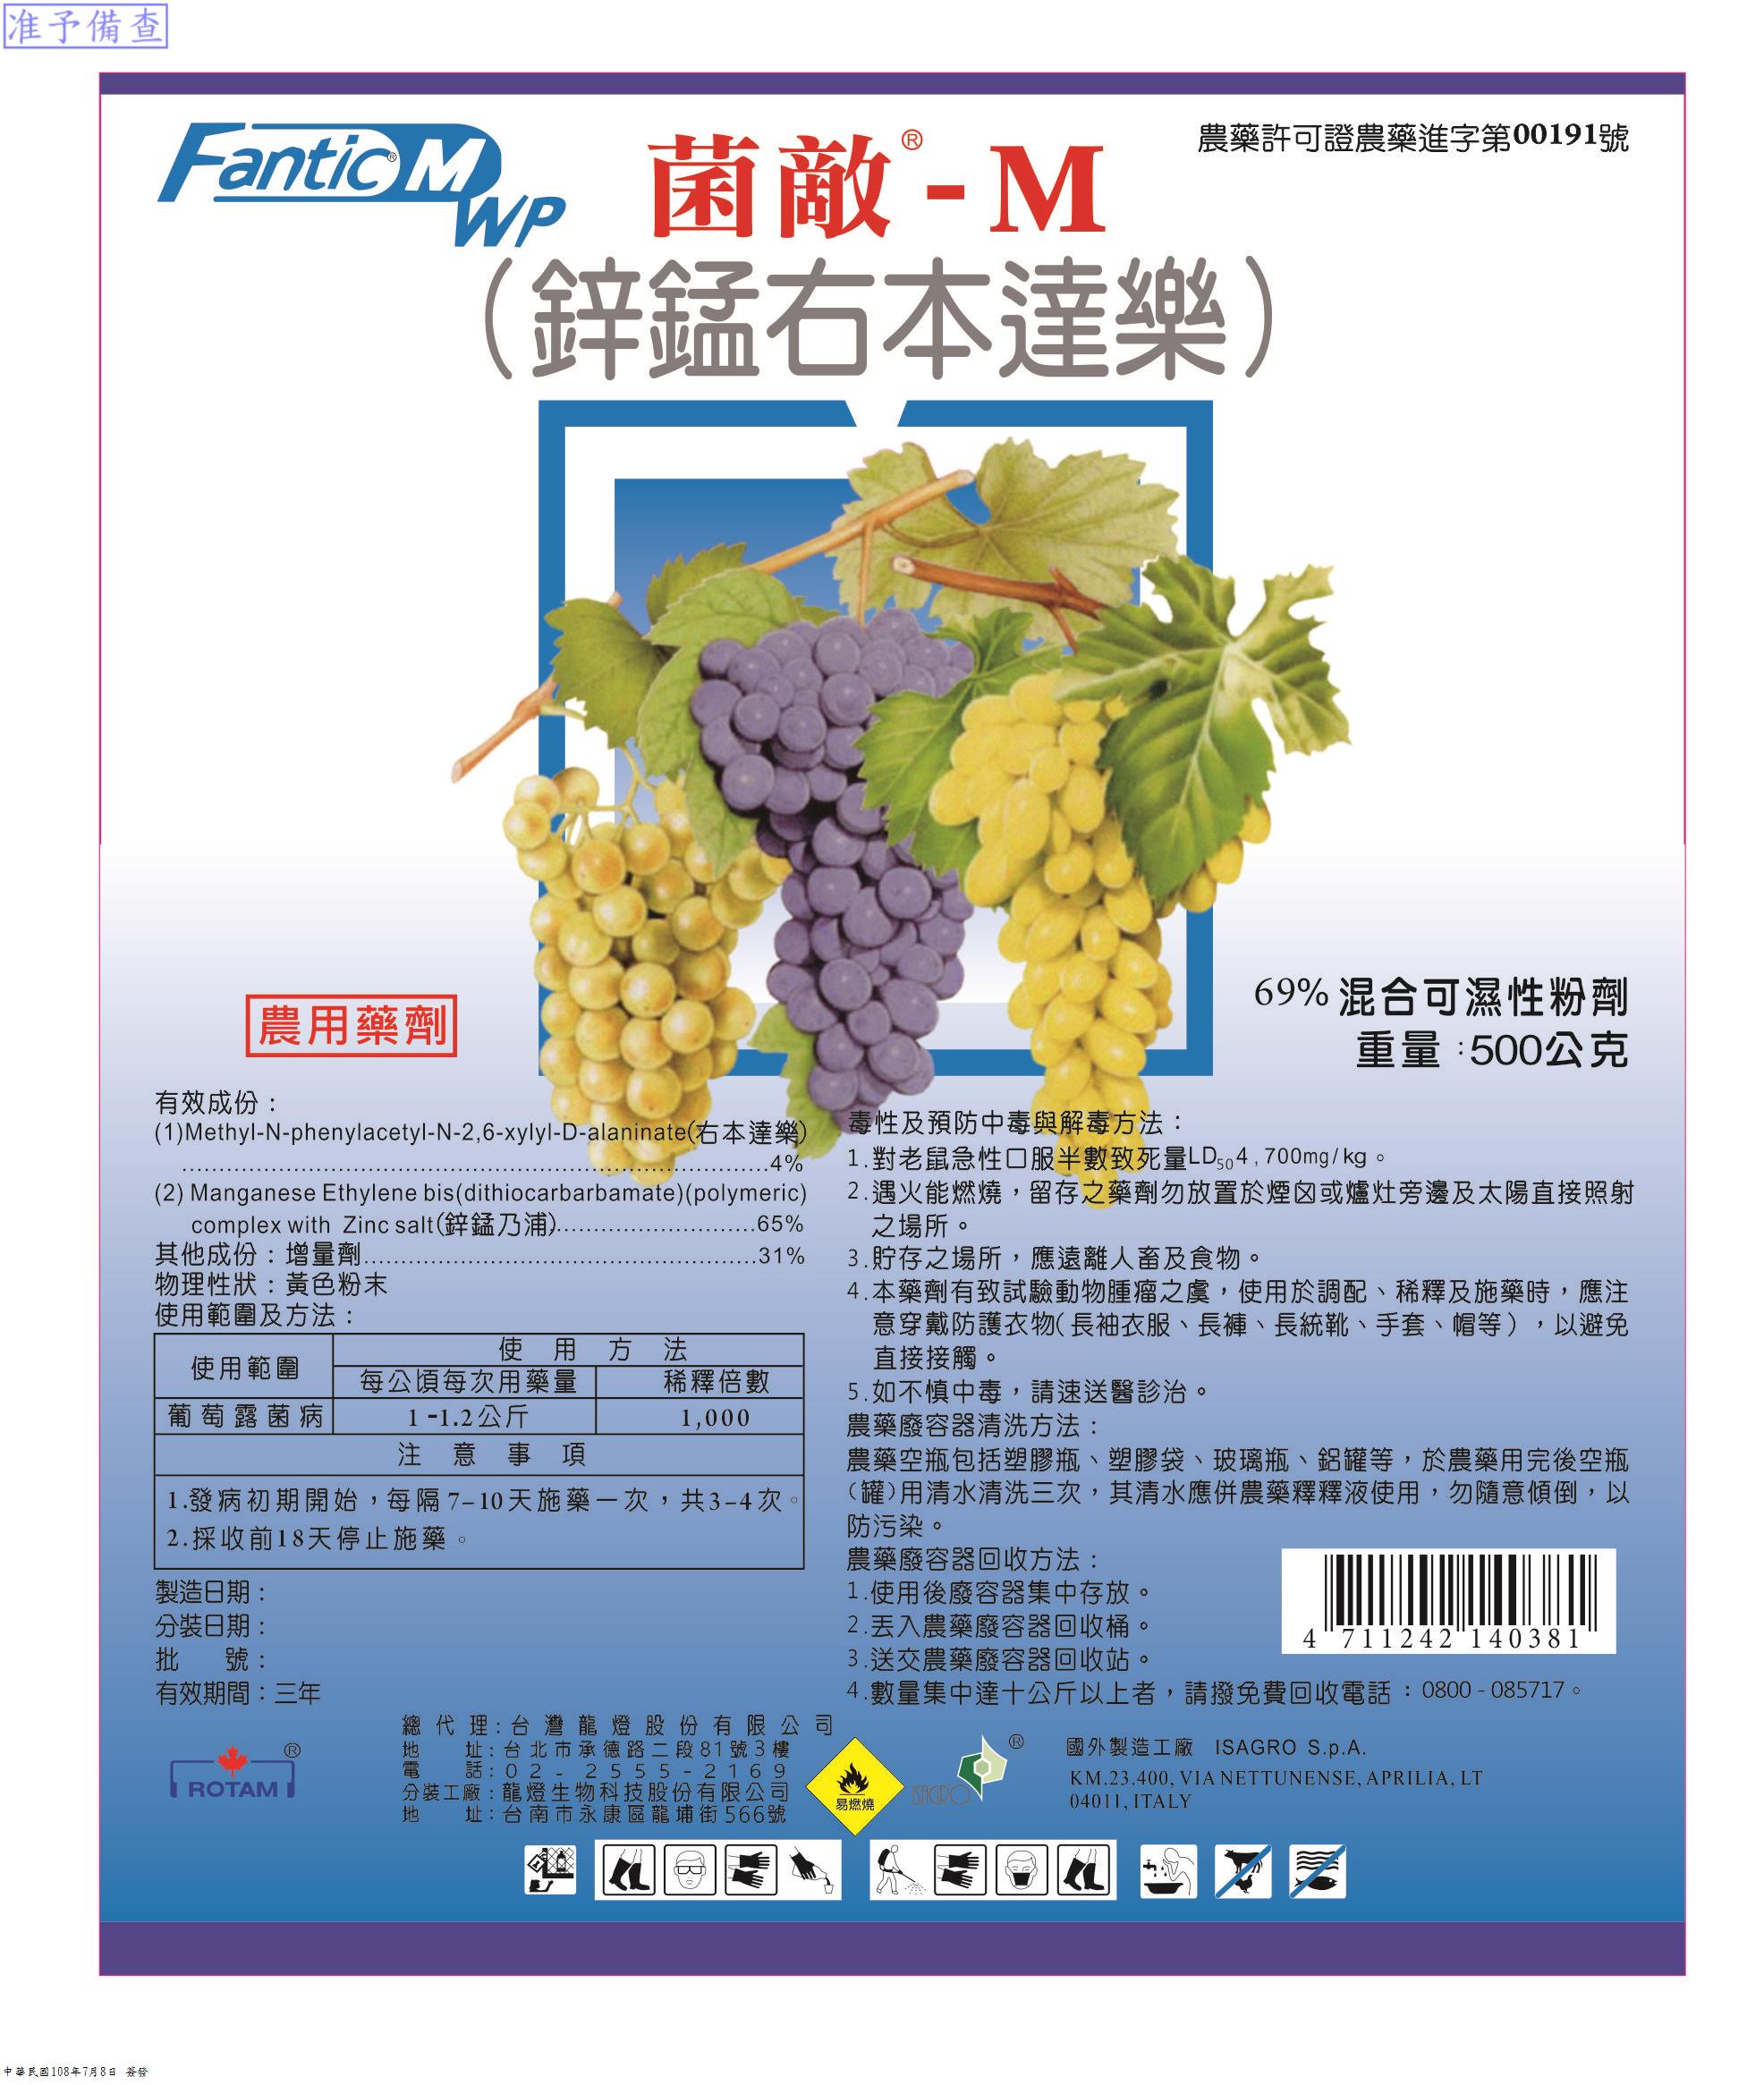 准予備查
Fantic® M
WP
菌敵®-M
農藥許可證農藥進字第00191號
(鋅錳右本達樂)
農用藥劑
69% 混合可濕性粉劑
重量:500公克
有效成份:
(1)Methyl-N-phenylacetyl-N-2,6-xylyl-D-alaninate(右本達樂)
....................4%
(2) Manganese Ethylene bis(dithiocarbarbamate)(polymeric)
complex with Zinc salt(鋅錳乃浦)....................65%
其他成份:增量劑....................31%
物理性狀:黃色粉末
使用範圍及方法:
使用範圍
使用方法
每公頃每次用藥量 稀釋倍數
葡萄露菌病 1-1.2公斤 1,000
注意事項
1.發病初期開始,每隔7-10天施藥一次,共3-4次。
2.採收前18天停止施藥。
製造日期:
分裝日期:
批 號:
有效期間:三年
毒性及預防中毒與解毒方法:
1.對老鼠急性口服半數致死量LD50 4,700mg/kg。
2.遇火能燃燒,留存之藥劑勿放置於煙囪或爐灶旁邊及太陽直接照射
之場所。
3.貯存之場所,應遠離人畜及食物。
4.本藥劑有致試驗動物腫瘤之虞,使用於調配、稀釋及施藥時,應注
意穿戴防護衣物(長袖衣服、長褲、長統靴、手套、帽等),以避免
直接接觸。
5.如不慎中毒,請速送醫診治。
農藥廢容器清洗方法:
農藥空瓶包括塑膠瓶、塑膠袋、玻璃瓶、鋁罐等,於農藥用完後空瓶
(罐)用清水清洗三次,其清水應併農藥釋釋液使用,勿隨意傾倒,以
防污染。
農藥廢容器回收方法:
1.使用後廢容器集中存放。
2.丟入農藥廢容器回收桶。
3.送交農藥廢容器回收站。
4.數量集中達十公斤以上者,請撥免費回收電話:0800-085717。
4 711242 140381
ROTAM®
總代理:台灣龍燈股份有限公司
地 址:台北市承德路二段81號3樓
電 話:02-2555-2169
分裝工廠:龍燈生物科技股份有限公司
地 址:台南市永康區龍埔街566號
易燃燒
ISAGRO®
國外製造工廠 ISAGRO S.p.A.
KM.23.400, VIA NETTUNENSE, APRILIA, LT
04011, ITALY
中華民國108年7月8日 簽發